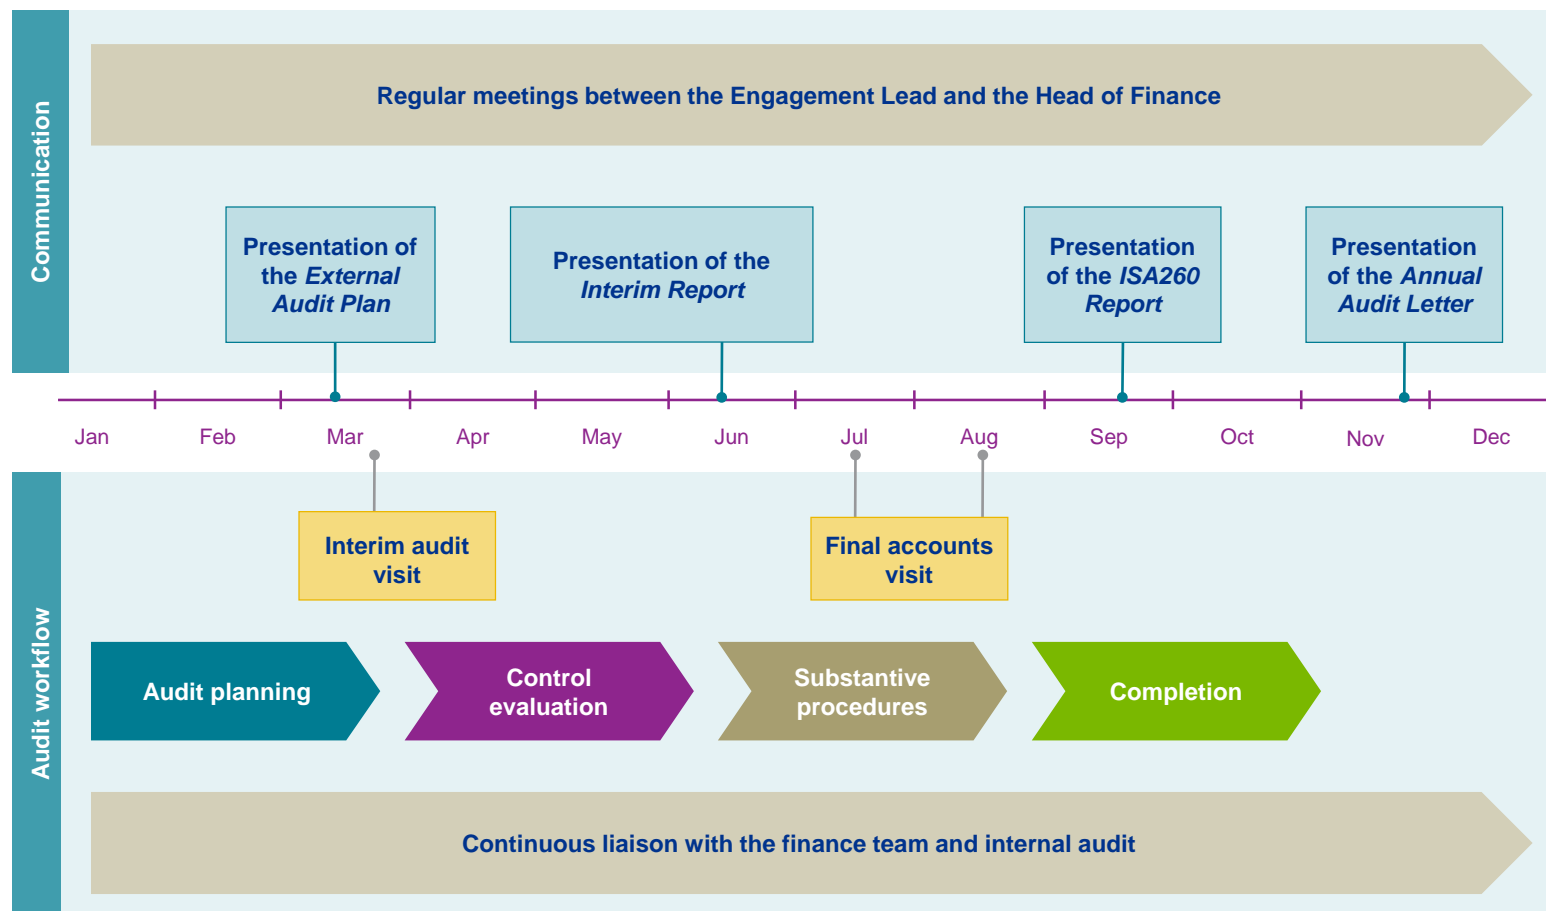 Communication
Regular meetings between the Engagement Lead and the Head of Finance
Presentation of
the External
Audit Plan
Presentation of the
Interim Report
Presentation
of the ISA260
Report
Presentation
of the Annual
Audit Letter
Jan Feb Mar Apr May Jun Jul Aug Sep Oct Nov Dec
Audit workflow
Interim audit
visit
Final accounts
visit
Audit planning
Control
evaluation
Substantive
procedures
Completion
Continuous liaison with the finance team and internal audit